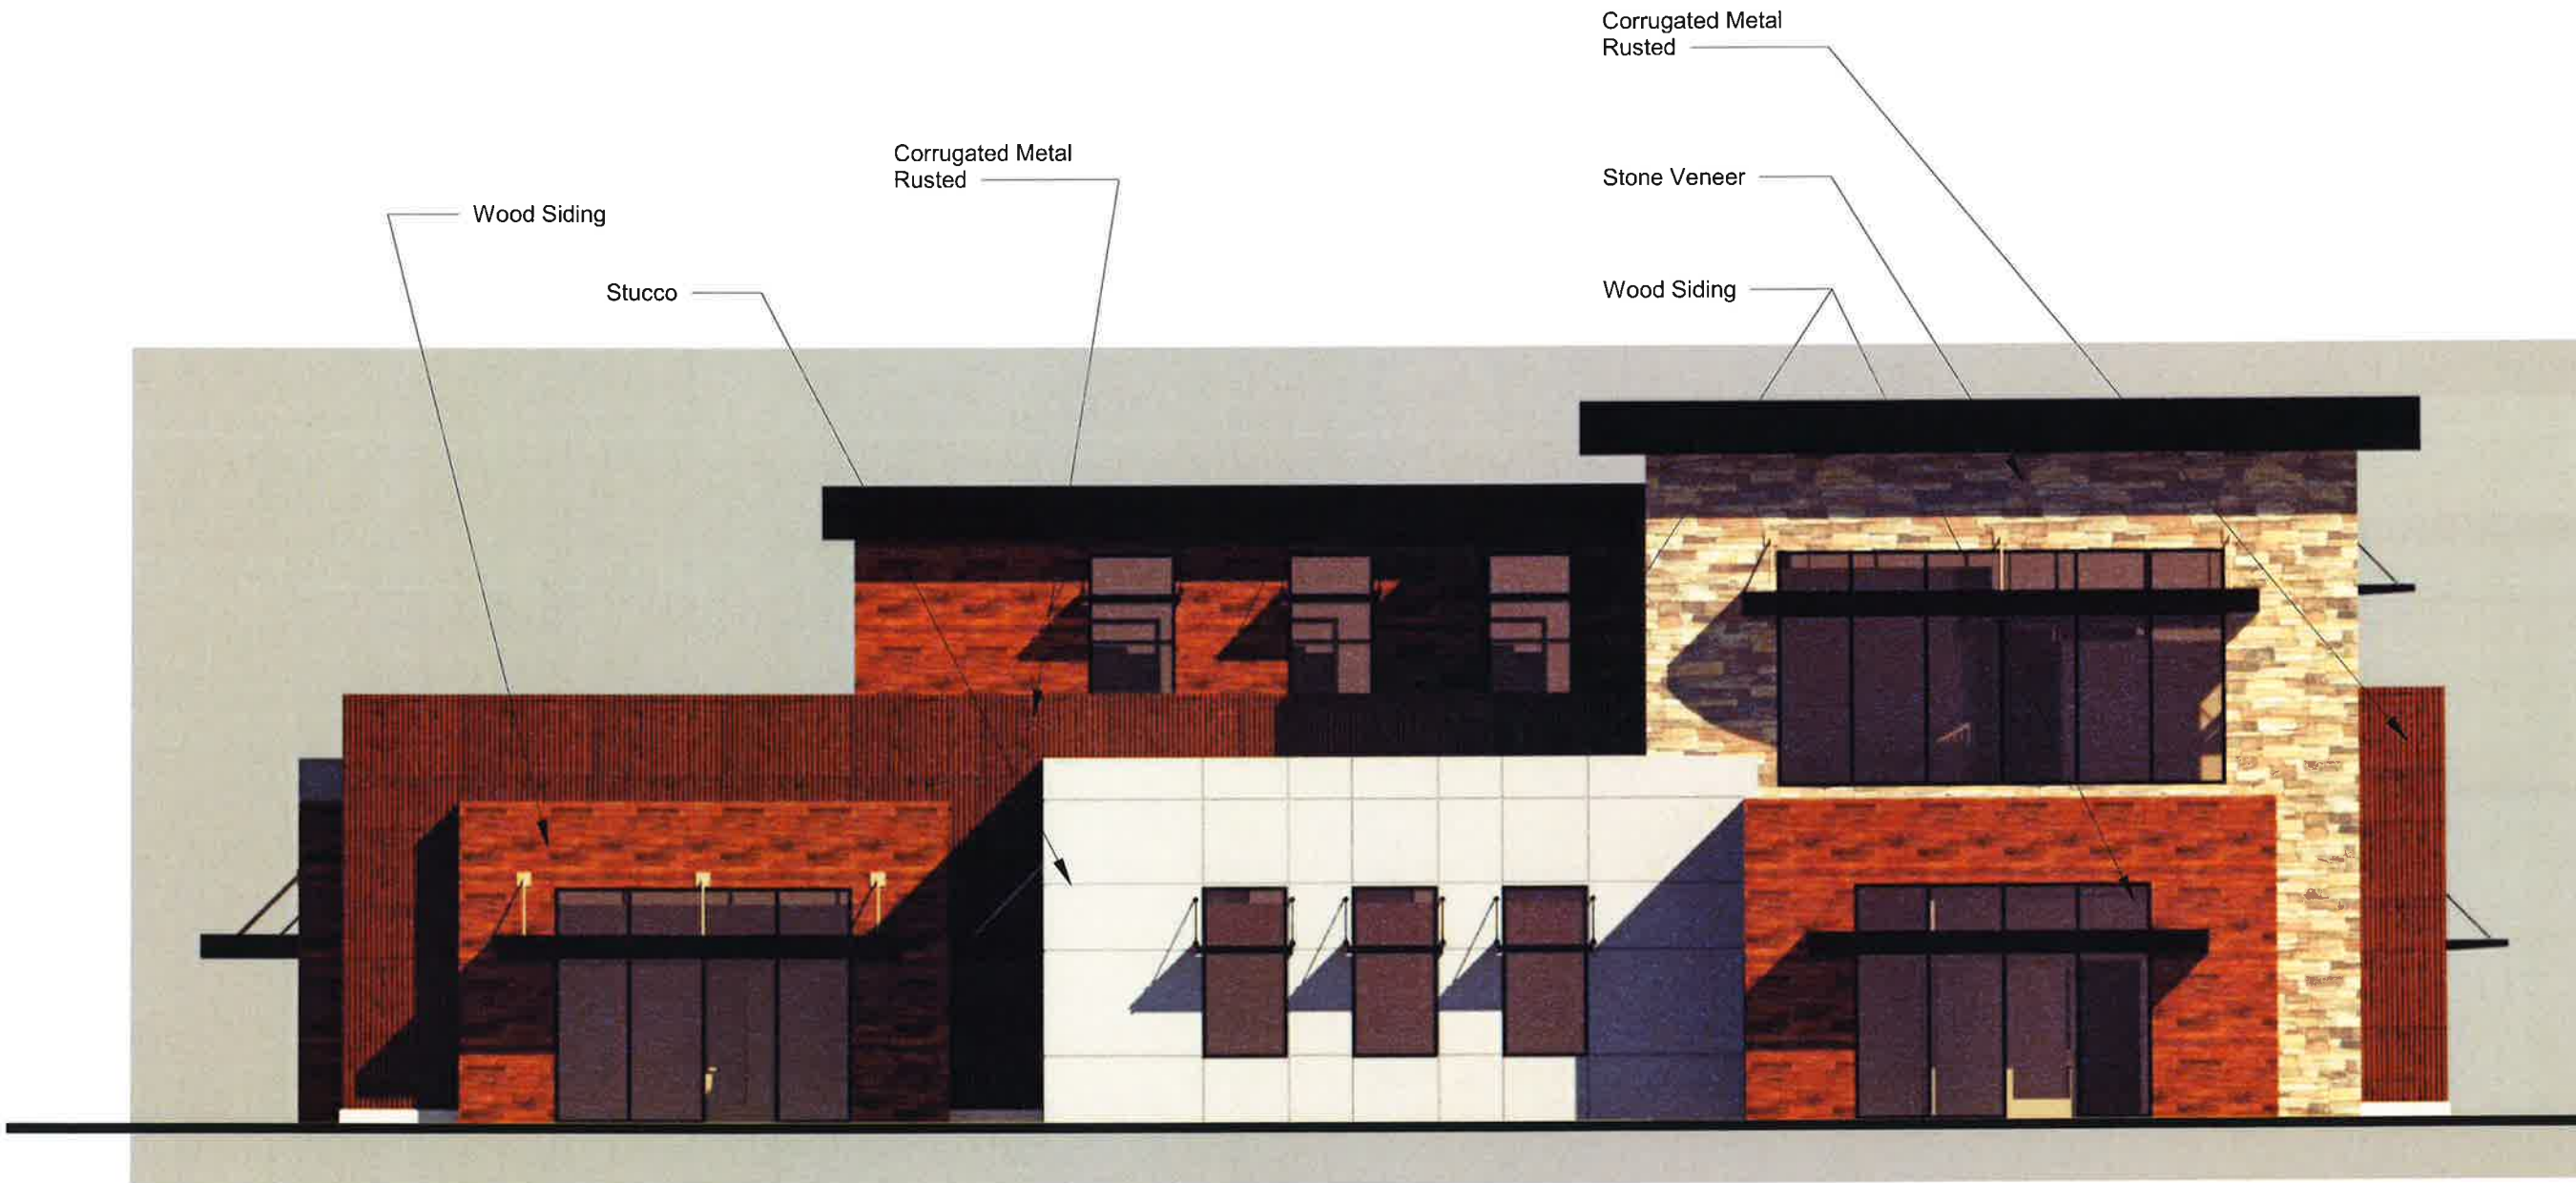 Corrugated Metal
Rusted
Corrugated Metal
Rusted
Stone Veneer
Wood Siding
Stucco
Wood Siding